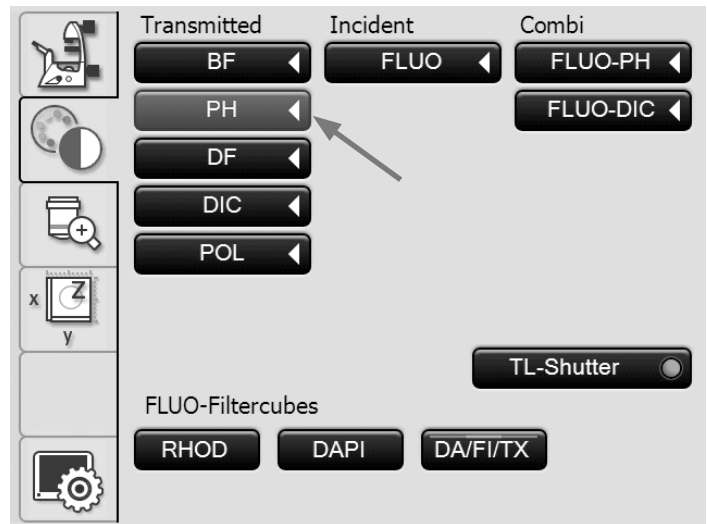 Transmitted Incident Combi
BF FLUO FLUO-PH
PH FLUO-DIC
DF
DIC
POL
x Z
y
TL-Shutter
FLUO-Filtercubes
RHOD DAPI DA/FI/TX